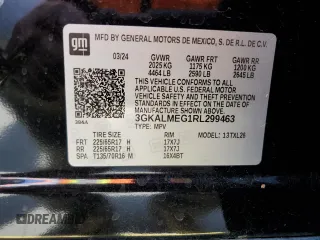 gm
MFD BY GENERAL MOTORS DE MEXICO, S. DE R.L. DE C.V.
03/24 GVWR GAWR FRT GAWR RR
2025 KG 1175 KG 1200 KG
4464 LB 2590 LB 2645 LB
THIS VEHICLE CONFORMS TO ALL APPLICABLE U.S. FEDERAL
MOTOR VEHICLE SAFETY, BUMPER, AND THEFT PREVENTION
STANDARDS IN EFFECT ON THE DATE OF MANUFACTURE
SHOWN ABOVE.
3GKALMEG1RL299463
TYPE: MPV
TIRE SIZE RIM MODEL: 13TXL26
FRT 225/65R17 H 17X7J
RR 225/65R17 H 17X7J
SPA T135/70R16 M 16X4BT
DREAMBID